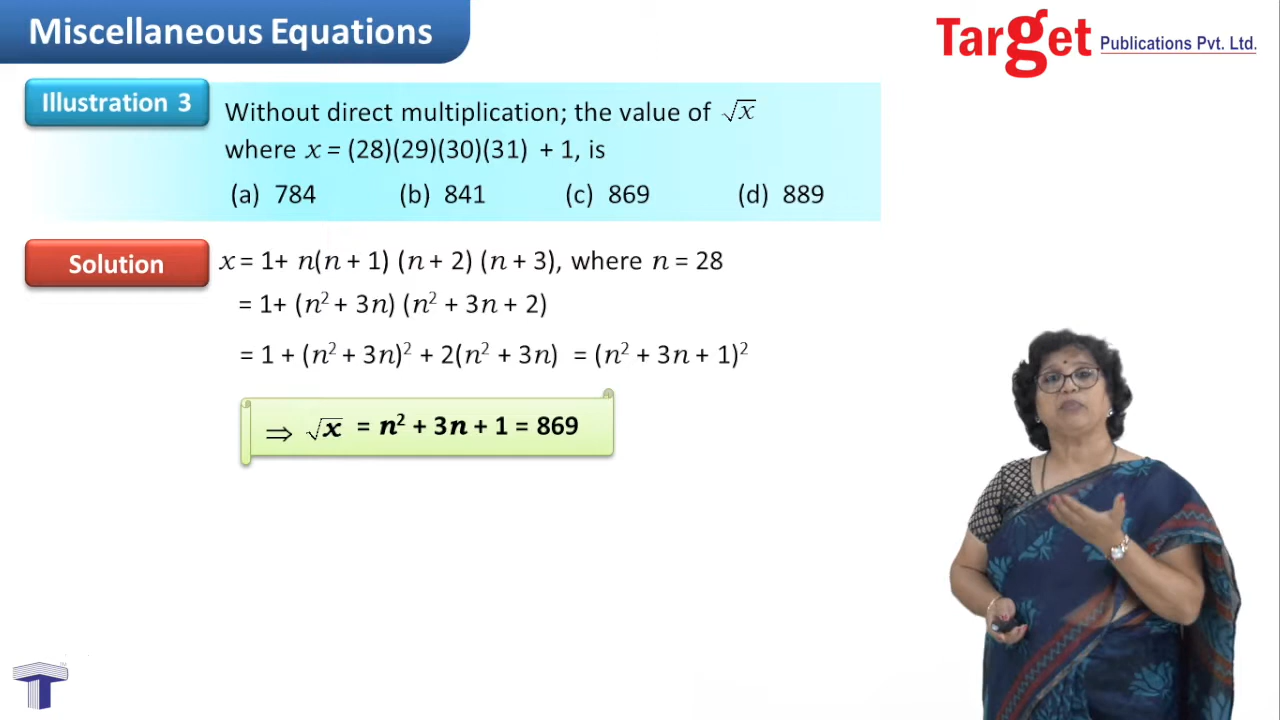 Miscellaneous Equations
Target Publications Pvt. Ltd.
Illustration 3
Without direct multiplication; the value of √x
where x = (28)(29)(30)(31) + 1, is
(a) 784 (b) 841 (c) 869 (d) 889
Solution
x = 1+ n(n + 1) (n + 2) (n + 3), where n = 28
= 1+ (n² + 3n) (n² + 3n + 2)
= 1 + (n² + 3n)² + 2(n² + 3n) = (n² + 3n + 1)²
⇒ √x = n² + 3n + 1 = 869
T